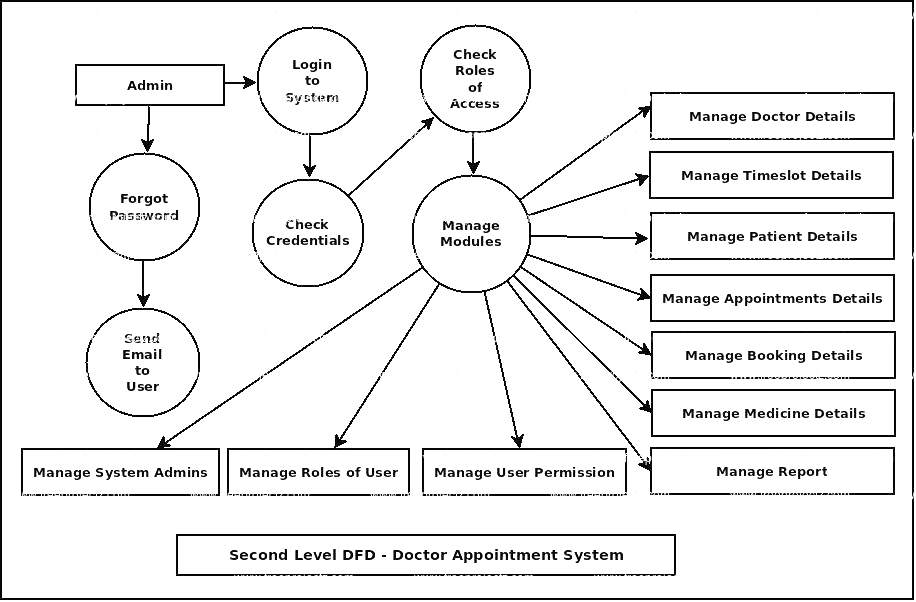 Admin
Login
to
System
Check
Roles
of
Access
Manage Doctor Details
Manage Timeslot Details
Forgot
Password
Check
Credentials
Manage
Modules
Manage Patient Details
Manage Appointments Details
Send
Email
to
User
Manage Booking Details
Manage Medicine Details
Manage System Admins
Manage Roles of User
Manage User Permission
Manage Report
Second Level DFD - Doctor Appointment System